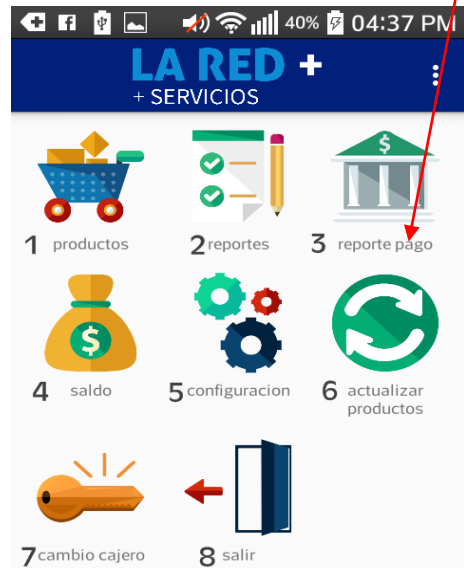 40% 04:37 PM
LA RED +
+ SERVICIOS
$
1 productos
2 reportes
3 reporte pago
$
4 saldo
5 configuracion
6 actualizar
productos
7 cambio cajero
8 salir